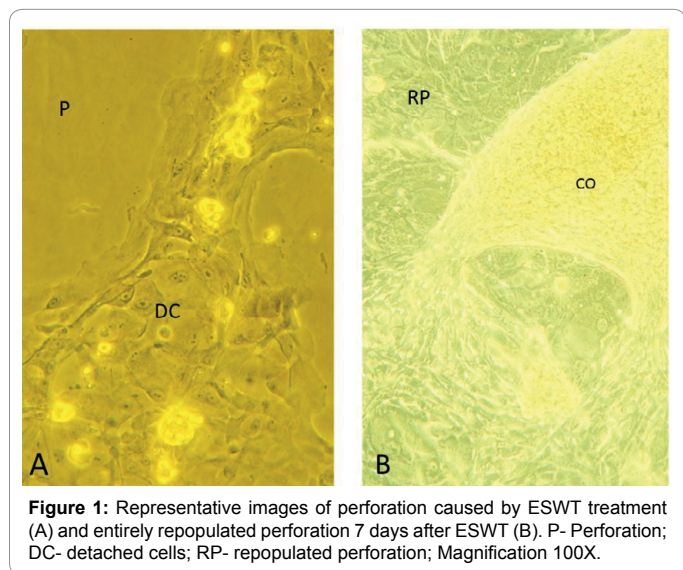 P
DC
A
RP
CO
B
Figure 1: Representative images of perforation caused by ESWT treatment
(A) and entirely repopulated perforation 7 days after ESWT (B). P- Perforation;
DC- detached cells; RP- repopulated perforation; Magnification 100X.